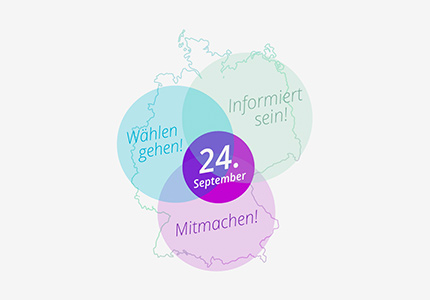 Informiert
sein!
Wählen
gehen!
24.
September
Mitmachen!